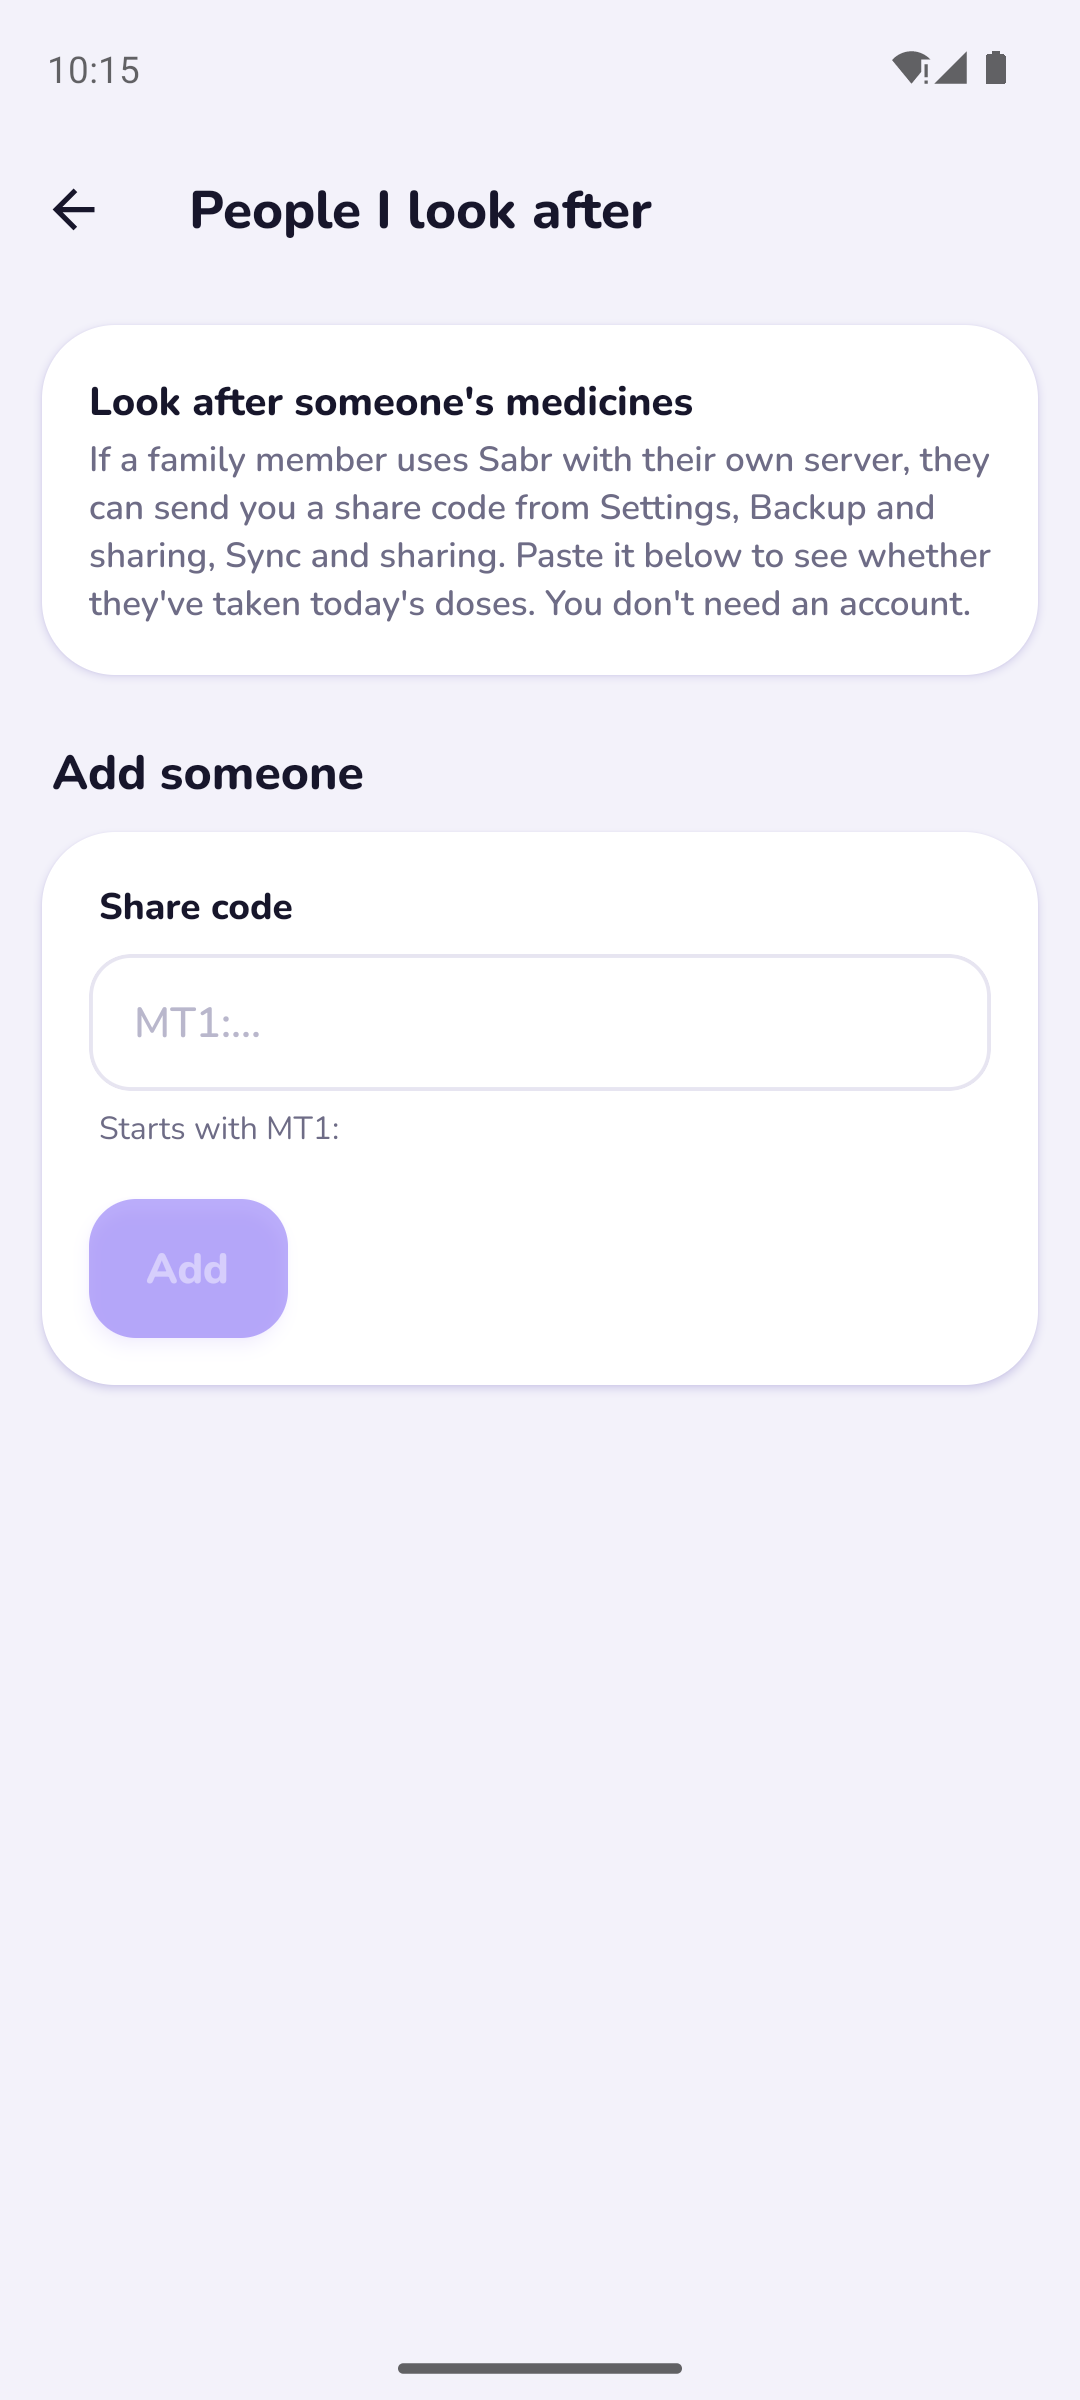 10:15
People I look after
Look after someone's medicines
If a family member uses Sabr with their own server, they
can send you a share code from Settings, Backup and
sharing, Sync and sharing. Paste it below to see whether
they've taken today's doses. You don't need an account.
Add someone
Share code
MT1:...
Starts with MT1:
Add